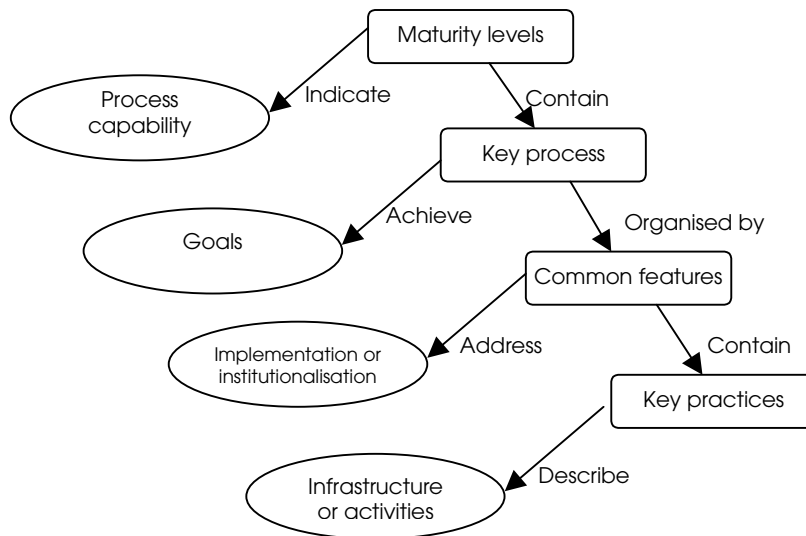 Maturity levels
Process
capability
Indicate
Contain
Key process
Achieve
Goals
Organised by
Common features
Implementation or
institutionalisation
Address
Contain
Key practices
Describe
Infrastructure
or activities